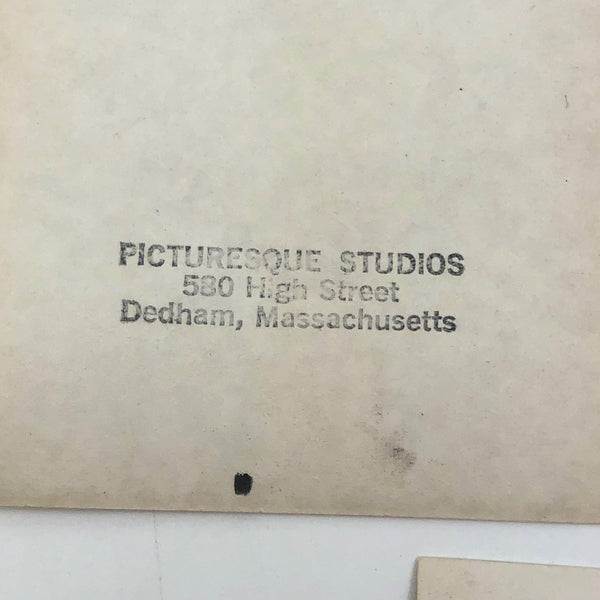 PICTURESQUE STUDIOS
580 High Street
Dedham, Massachusetts